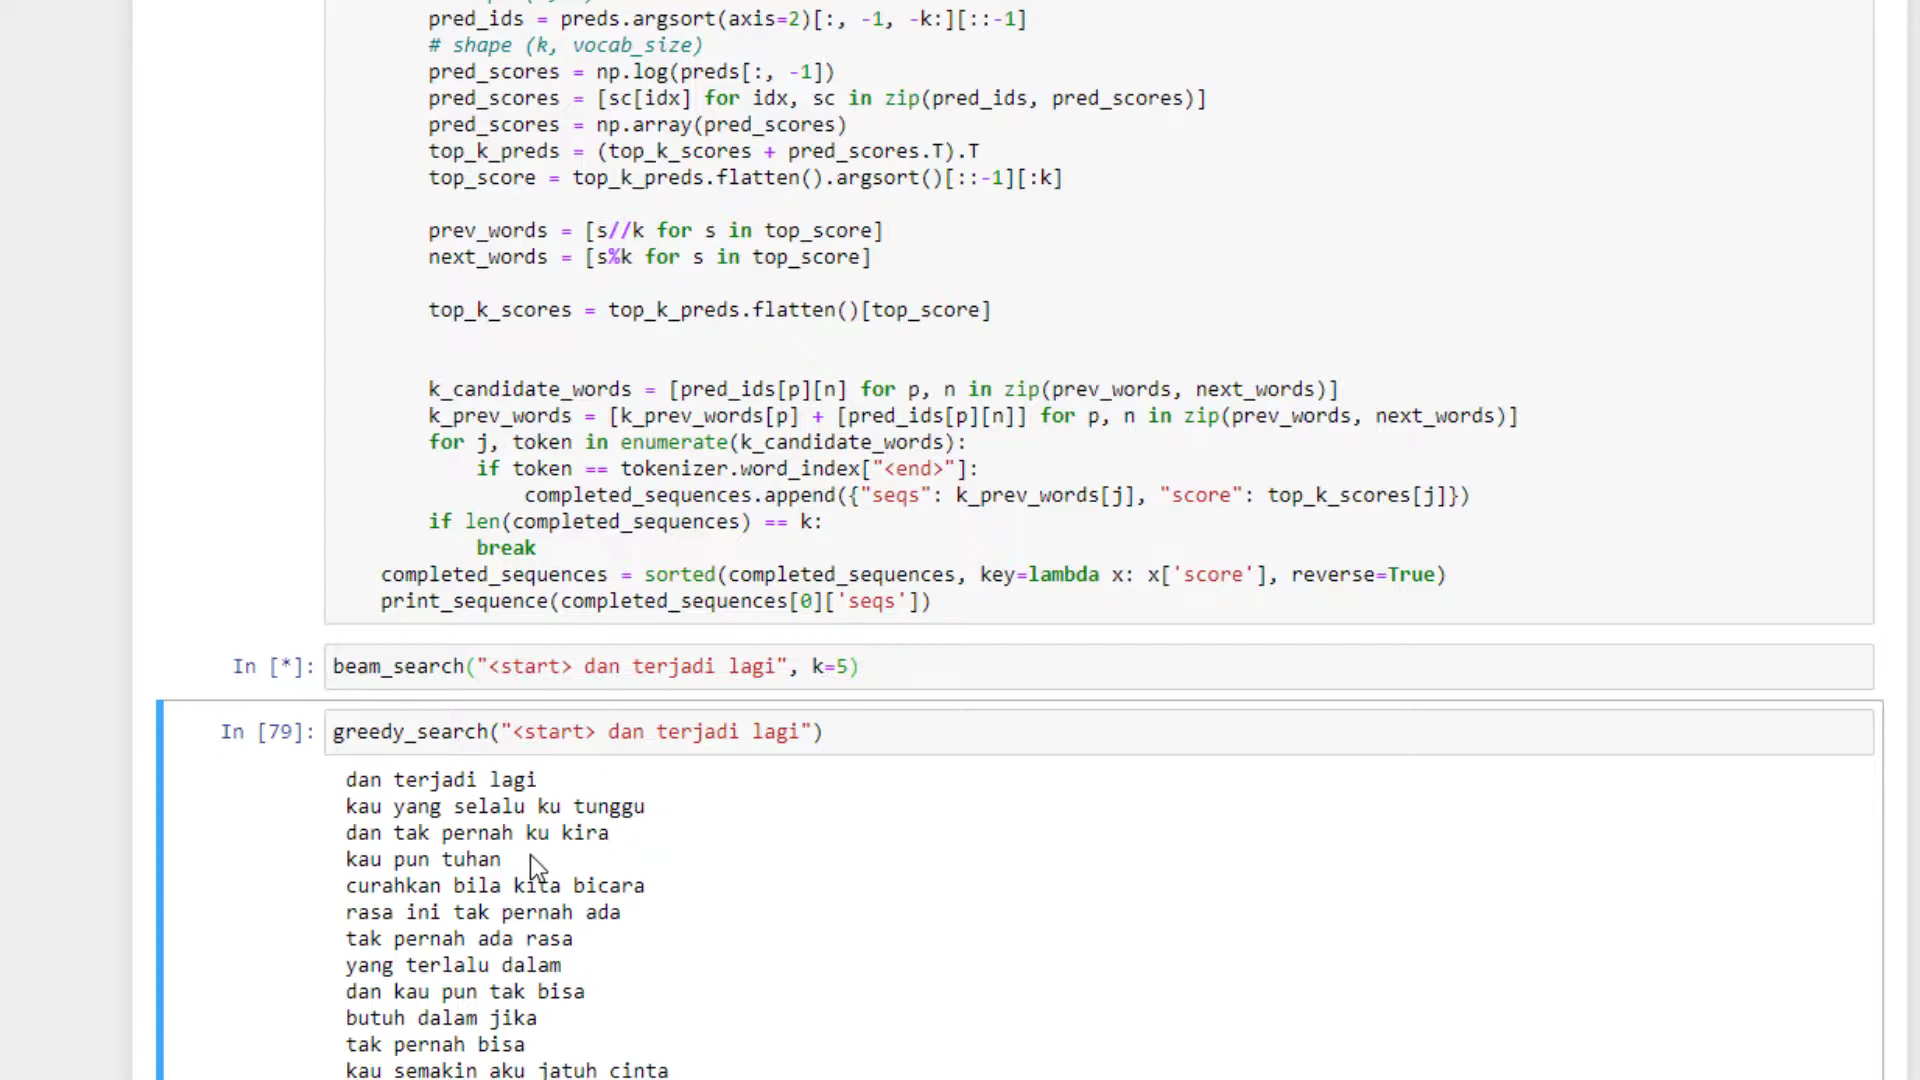 pred_ids = preds.argsort(axis=2)[:, -1, -k:][::-1]
# shape (k, vocab_size)
pred_scores = np.log(preds[:, -1])
pred_scores = [sc[idx] for idx, sc in zip(pred_ids, pred_scores)]
pred_scores = np.array(pred_scores)
top_k_preds = (top_k_scores + pred_scores.T).T
top_score = top_k_preds.flatten().argsort()[::-1][:k]
prev_words = [s//k for s in top_score]
next_words = [s%k for s in top_score]
top_k_scores = top_k_preds.flatten()[top_score]
k_candidate_words = [pred_ids[p][n] for p, n in zip(prev_words, next_words)]
k_prev_words = [k_prev_words[p] + [pred_ids[p][n]] for p, n in zip(prev_words, next_words)]
for j, token in enumerate(k_candidate_words):
if token == tokenizer.word_index["<end>"]:
completed_sequences.append({"seqs": k_prev_words[j], "score": top_k_scores[j]})
if len(completed_sequences) == k:
break
completed_sequences = sorted(completed_sequences, key=lambda x: x['score'], reverse=True)
print_sequence(completed_sequences[0]['seqs'])
In [*]: beam_search("<start> dan terjadi lagi", k=5)
In [79]: greedy_search("<start> dan terjadi lagi")
dan terjadi lagi
kau yang selalu ku tunggu
dan tak pernah ku kira
kau pun tuhan
curahkan bila kita bicara
rasa ini tak pernah ada
tak pernah ada rasa
yang terlalu dalam
dan kau pun tak bisa
butuh dalam jika
tak pernah bisa
kau semakin aku jatuh cinta